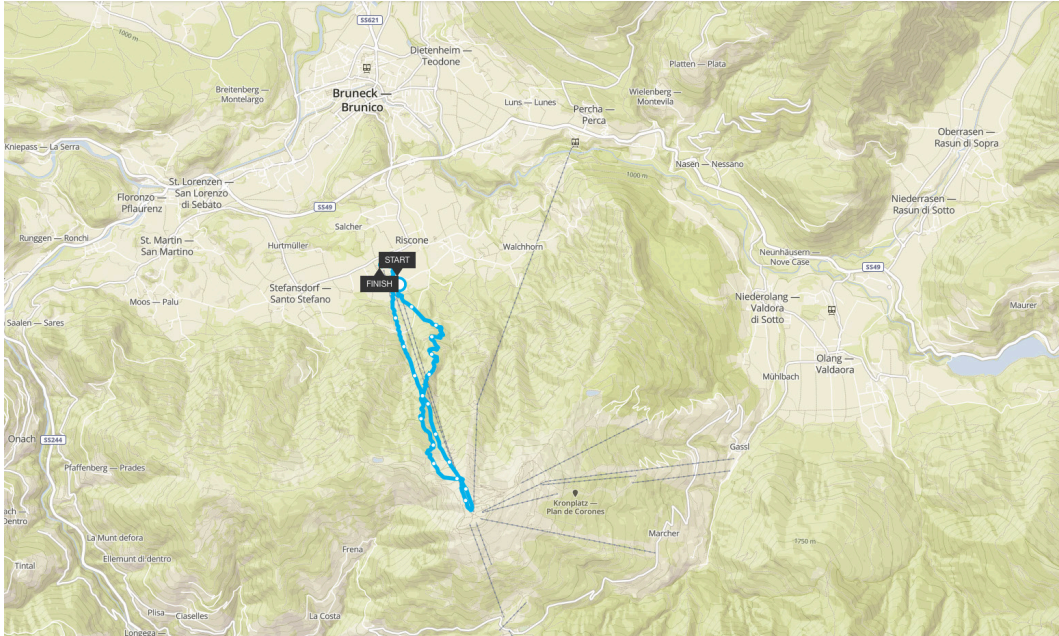 1000 m
SS621
Dietenheim —
Teodone
Platten — Plata
Breitenberg —
Montelargo
Bruneck —
Brunico
Luns — Lunes
Wielenberg —
Montevila
Percha —
Perca
Oberrasen —
Rasun di Sopra
Kniepass — La Serra
Nasen — Nessano
1000 m
St. Lorenzen —
San Lorenzo
di Sebato
Floronzo —
Pflaurenz
SS49
Niederrasen —
Rasun di Sotto
Salcher
Runggen — Ronchi
St. Martin —
San Martino
Hurtmüller
Riscone
Walchhorn
START
FINISH
Neunhäusern —
Nove Case
SS49
Stefansdorf —
Santo Stefano
Moos — Palu
Niederolang —
Valdora
di Sotto
Maurer
Saalen — Sares
Olang —
Valdaora
Mühlbach
Onach
SS244
Gassl
Pfaffenberg — Prades
Kronplatz —
Plan de Corones
ach —
Dentro
Marcher
La Munt defora
1750 m
Frena
Ellemunt di dentro
Tintal
Plisa
Ciaselles
La Costa
Longega —